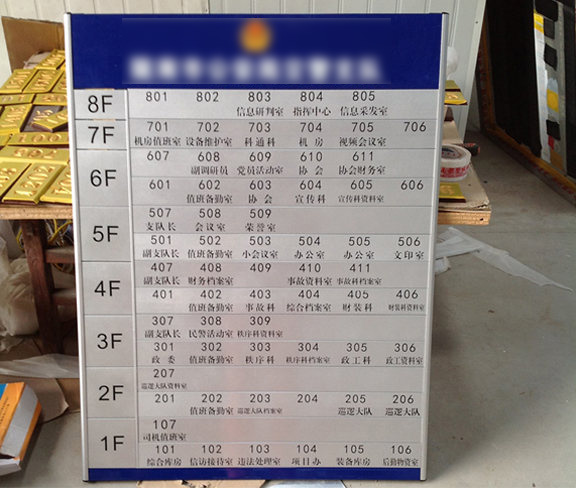 8F
801 802 803 804 805
信息研判室 指挥中心 信息采发室
7F
701 702 703 704 705 706
机房值班室 设备维护室 科通科 机房 视频会议室
6F
607 608 609 610 611
副调研员 党员活动室 协会 协会财务室
601 602 603 604 605 606
值班备勤室 协会 宣传科 宣传科资料室
5F
507 508 509
支队长 会议室 荣誉室
501 502 503 504 505 506
副支队长 值班备勤室 小会议室 办公室 办公室 文印室
4F
407 408 409 410 411
副支队长 财务档案室 事故资料室 事故科档案室
401 402 403 404 405 406
值班备勤室 事故科 综合档案室 财装科 财装科资料室
3F
307 308 309
副支队长 民警活动室 秩序科资料室
301 302 303 304 305 306
政委 值班备勤室 秩序科 秩序科档案室 政工科 政工资料室
2F
207
巡逻大队资料室
201 202 203 204 205 206
值班备勤室 巡逻大队档案室 巡逻大队 巡逻大队
1F
107
司机值班室
101 102 103 104 105 106
综合库房 信访接待室 违法处理室 项目办 装备库房 后勤物资室